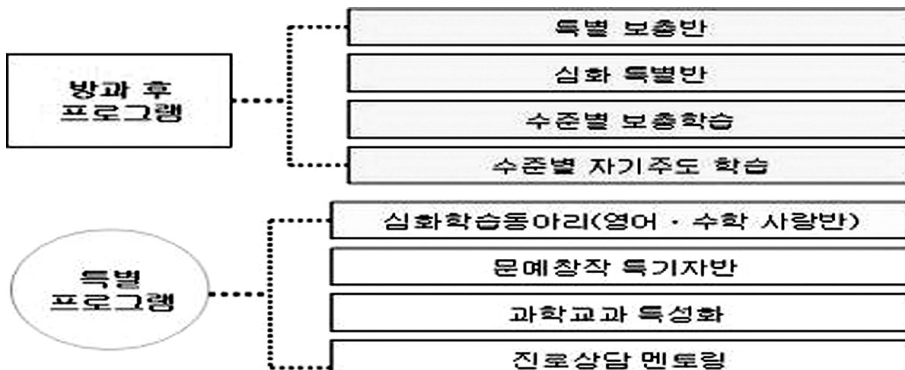 방과 후
프로그램
특별 보충반
심화 특별반
수준별 보충학습
수준별 자기주도 학습
특별
프로그램
심화학습동아리(영어 · 수학 사랑반)
문예창작 특기자반
과학교과 특성화
진로상담 멘토링